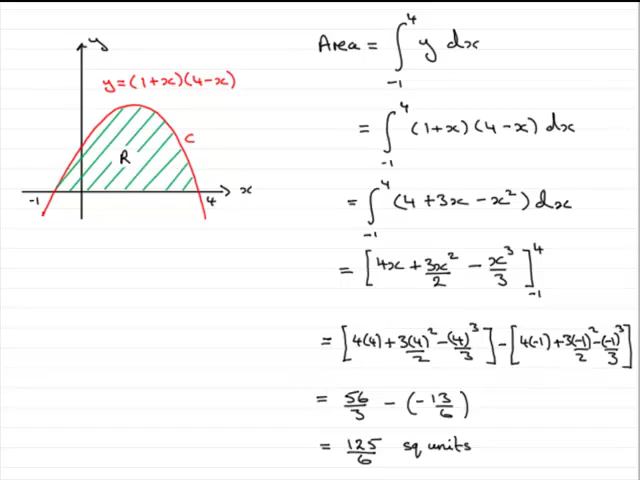 y
y = (1+x)(4-x)
C
R
-1
4
x
Area = ∫₋₁⁴ y dx
= ∫₋₁⁴ (1+x)(4-x) dx
= ∫₋₁⁴ (4 + 3x - x²) dx
= [4x + 3x²/2 - x³/3]₋₁⁴
= [4(4) + 3(4)²/2 - (4)³/3] - [4(-1) + 3(-1)²/2 - (-1)³/3]
= 56/3 - (-13/6)
= 125/6 sq units